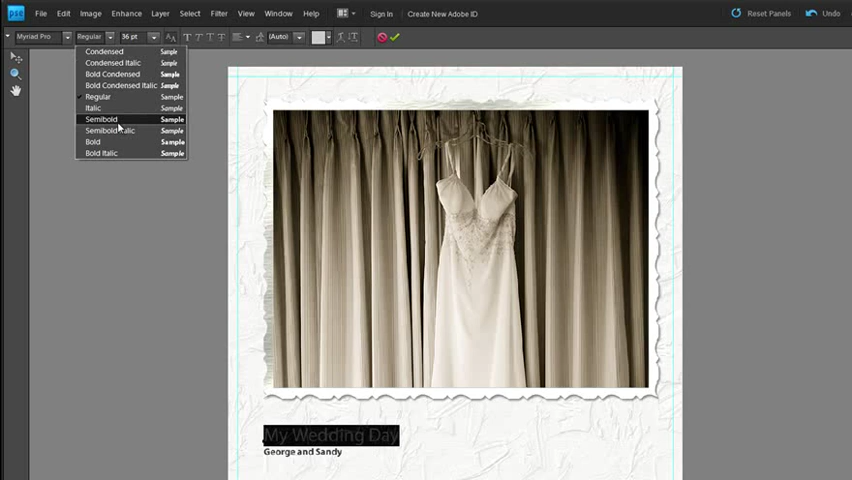 pse File Edit Image Enhance Layer Select Filter View Window Help Sign In Create New Adobe ID Reset Panels Undo
Myriad Pro Regular 36 pt (Auto)
Condensed Sample
Condensed Italic Sample
Bold Condensed Sample
Bold Condensed Italic Sample
Regular Sample
Italic Sample
Semibold Sample
Semibold Italic Sample
Bold Sample
Bold Italic Sample
My Wedding Day
George and Sandy